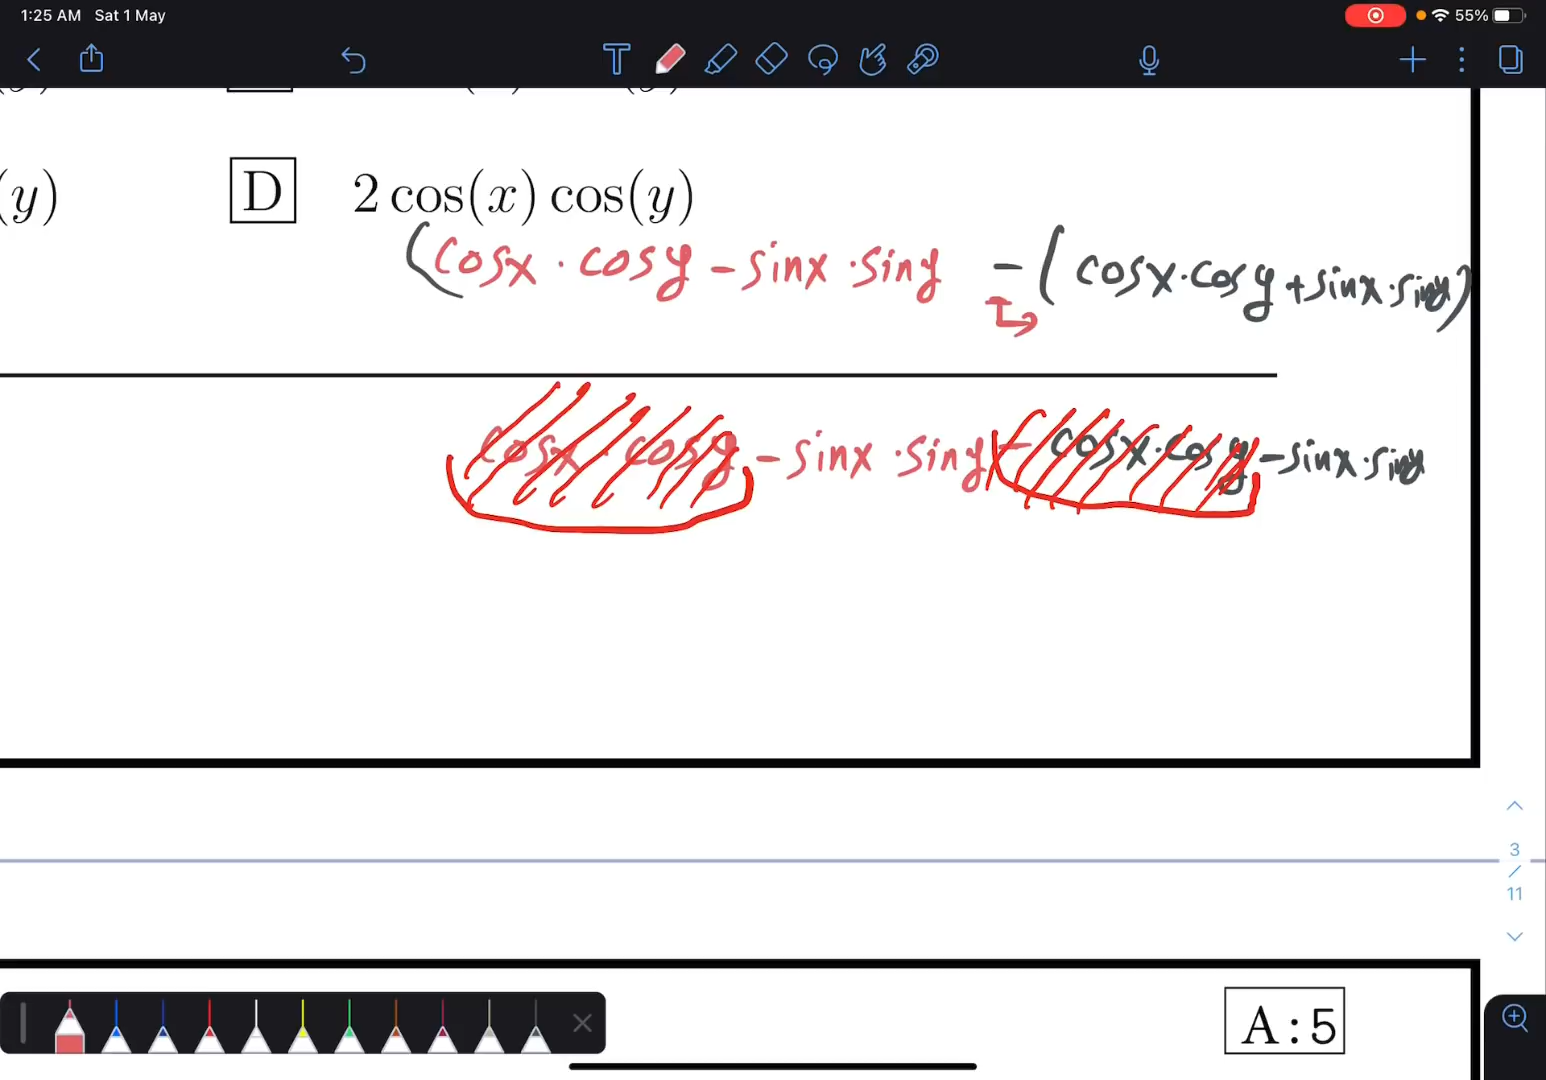 1:25 AM Sat 1 May 55%
T
(y) D 2 cos(x) cos(y)
(cosx · cosy - sinx · siny - (cosx · cosy + sinx · siny)
cosx · cosy - sinx · siny - cosx · cosy - sinx · siny
3
/
11
A : 5